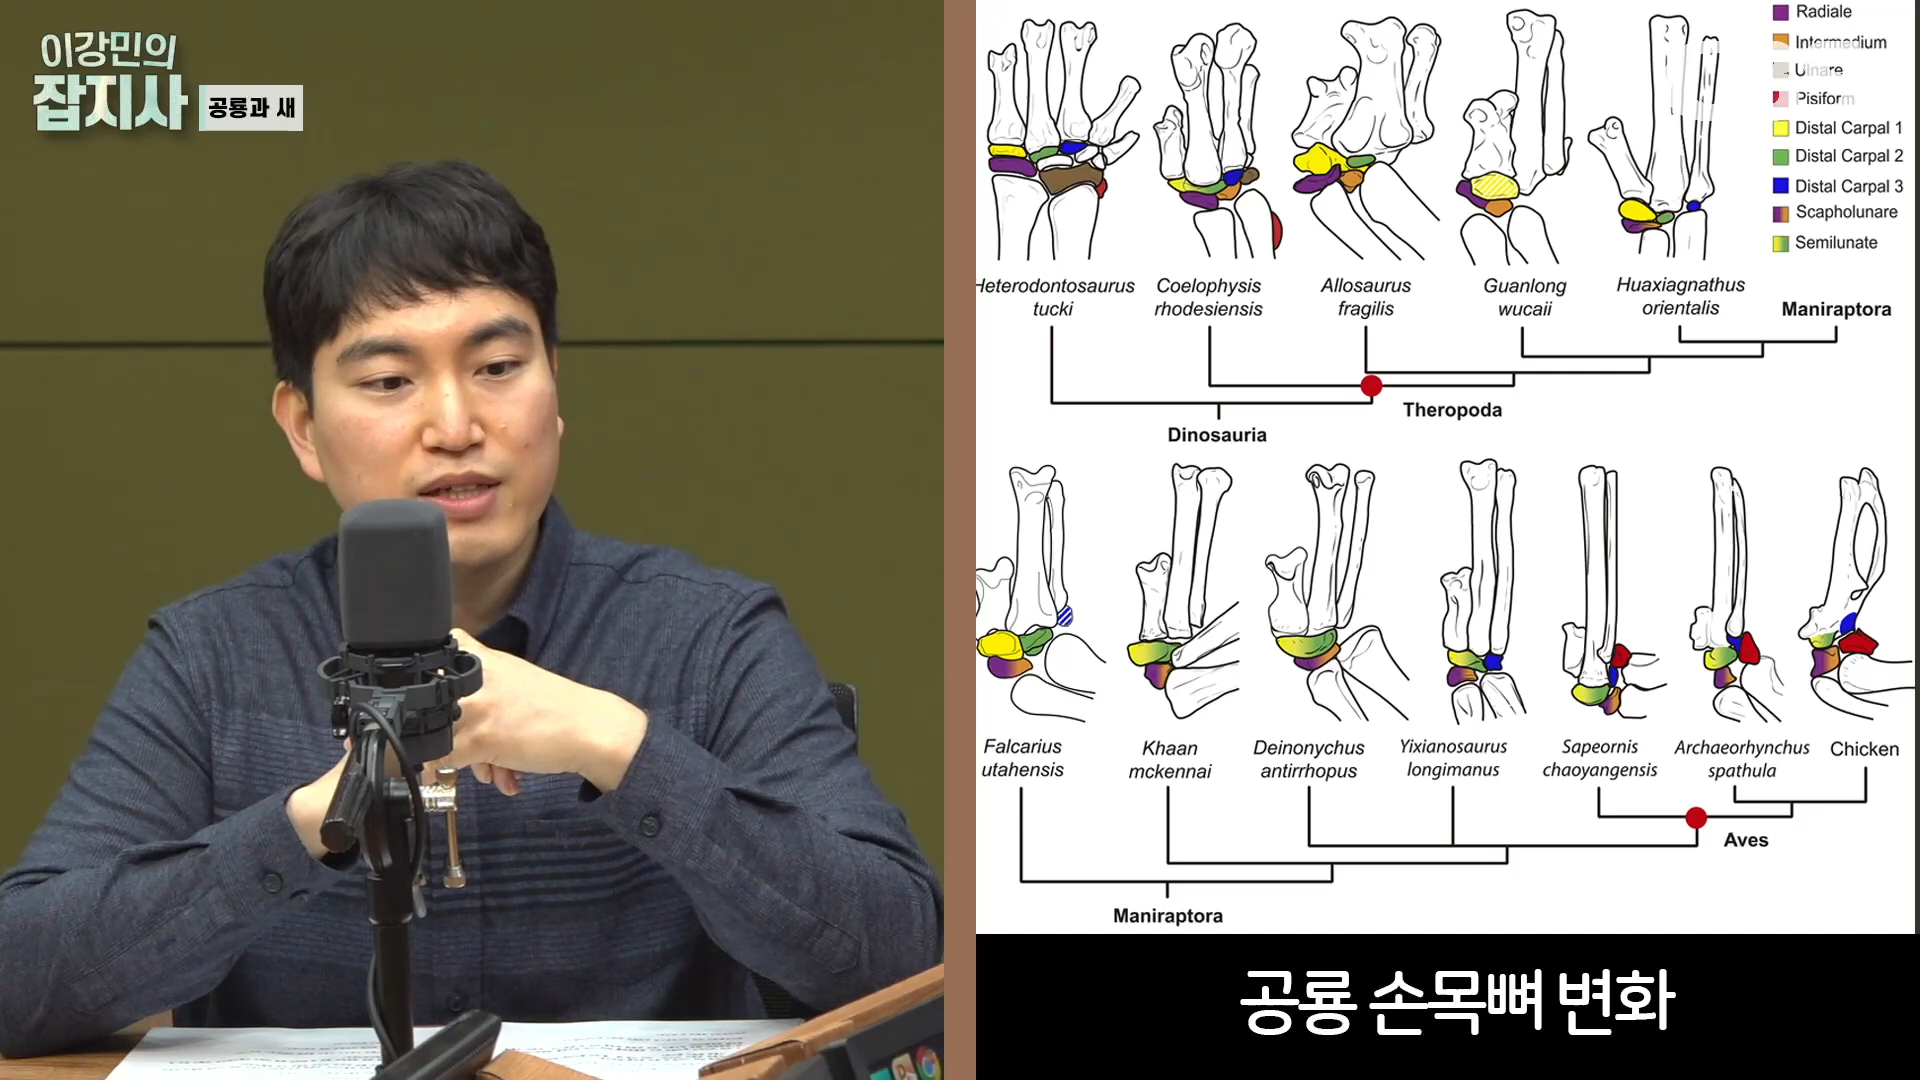 이강민의
잡지사
공룡과 새
Radiale
Intermedium
Ulnare
Pisiform
Distal Carpal 1
Distal Carpal 2
Distal Carpal 3
Scapholunare
Semilunate
Heterodontosaurus
tucki
Coelophysis
rhodesiensis
Allosaurus
fragilis
Guanlong
wucaii
Huaxiagnathus
orientalis
Maniraptora
Theropoda
Dinosauria
Falcarius
utahensis
Khaan
mckennai
Deinonychus
antirrhopus
Yixianosaurus
longimanus
Sapeornis
chaoyangensis
Archaeorhynchus
spathula
Chicken
Aves
Maniraptora
공룡 손목뼈 변화